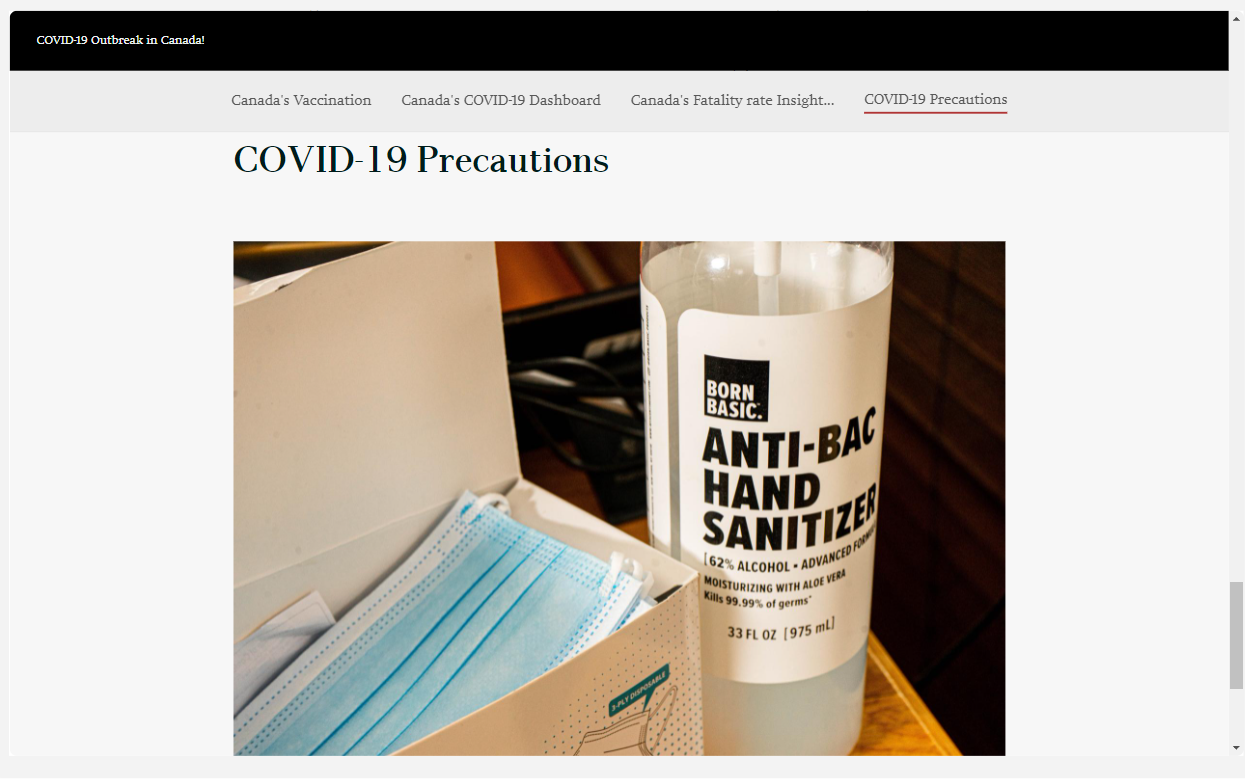 COVID-19 Outbreak in Canada!
Canada's Vaccination
Canada's COVID-19 Dashboard
Canada's Fatality rate Insight...
COVID-19 Precautions
COVID-19 Precautions
BORN
BASIC.
ANTI-BAC
HAND
SANITIZER
[62% ALCOHOL • ADVANCED
MOISTURIZING WITH ALOE VERA
Kills 99.99% of germs*
33 FL OZ [975 mL]
3-PLY DISPOSABLE